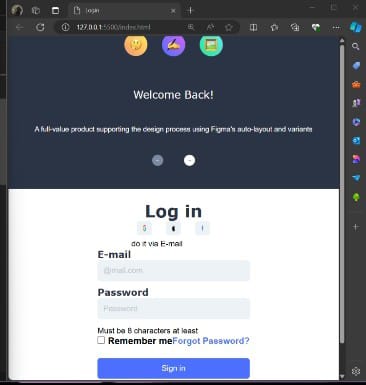 Login
127.0.0.1:5500/index.html
Welcome Back!
A full-value product supporting the design process using Figma's auto-layout and variants
Log in
do it via E-mail
E-mail
@mail.com
Password
Password
Must be 8 characters at least
Remember meForgot Password?
Sign in